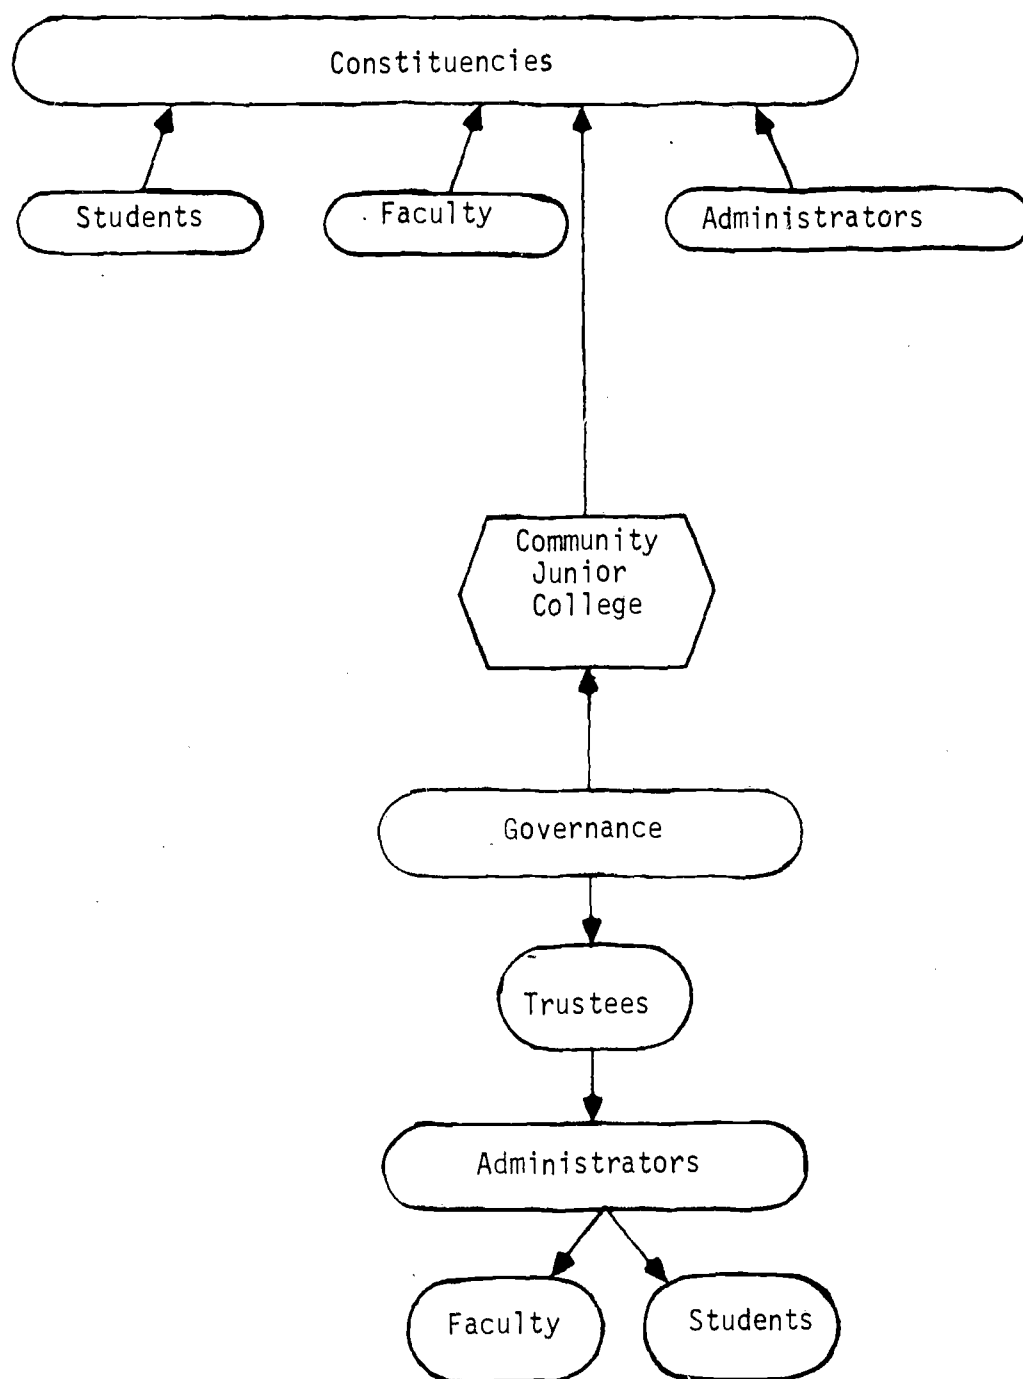 Constituencies
Students
Faculty
Administrators
Community
Junior
College
Governance
Trustees
Administrators
Faculty
Students